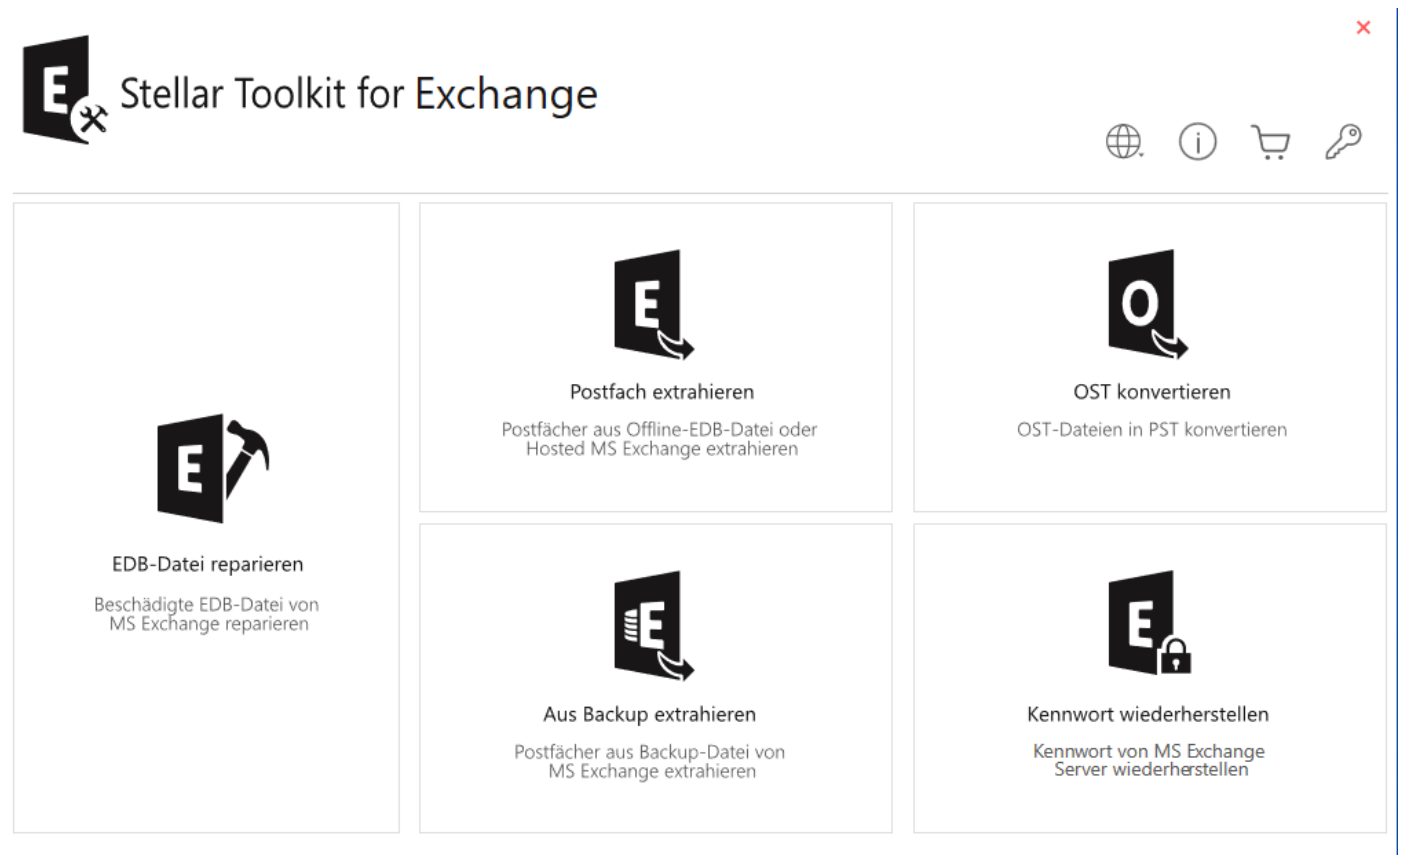 Stellar Toolkit for Exchange
EDB-Datei reparieren
Beschädigte EDB-Datei von
MS Exchange reparieren
Postfach extrahieren
Postfächer aus Offline-EDB-Datei oder
Hosted MS Exchange extrahieren
OST konvertieren
OST-Dateien in PST konvertieren
Aus Backup extrahieren
Postfächer aus Backup-Datei von
MS Exchange extrahieren
Kennwort wiederherstellen
Kennwort von MS Exchange
Server wiederherstellen